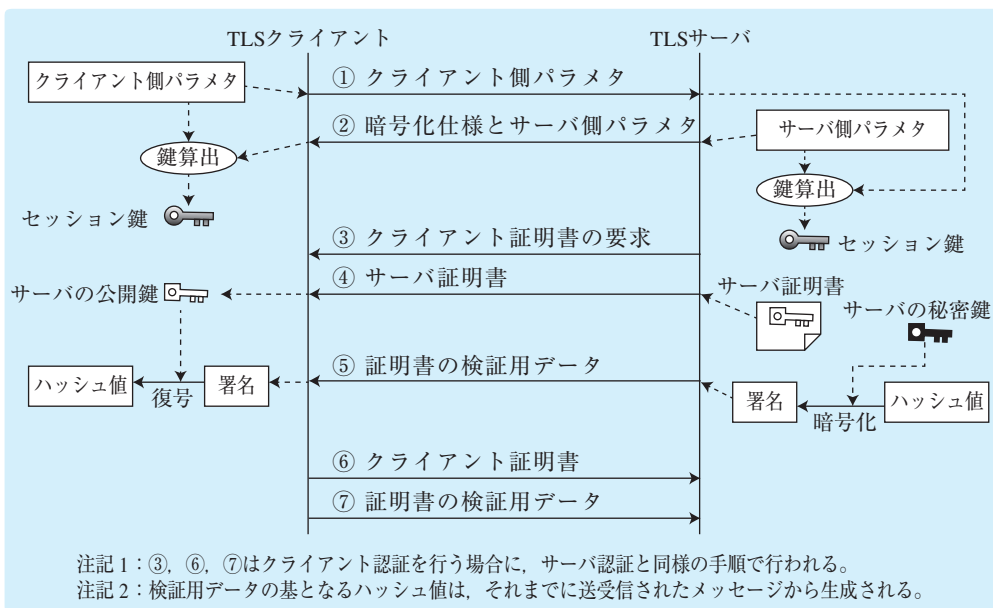 TLSクライアント
TLSサーバ
クライアント側パラメタ
① クライアント側パラメタ
② 暗号化仕様とサーバ側パラメタ
サーバ側パラメタ
鍵算出
鍵算出
セッション鍵
セッション鍵
③ クライアント証明書の要求
④ サーバ証明書
サーバの公開鍵
サーバ証明書
サーバの秘密鍵
⑤ 証明書の検証用データ
ハッシュ値
復号
署名
署名
暗号化
ハッシュ値
⑥ クライアント証明書
⑦ 証明書の検証用データ
注記1:③,⑥,⑦はクライアント認証を行う場合に,サーバ認証と同様の手順で行われる。
注記2:検証用データの基となるハッシュ値は,それまでに送受信されたメッセージから生成される。